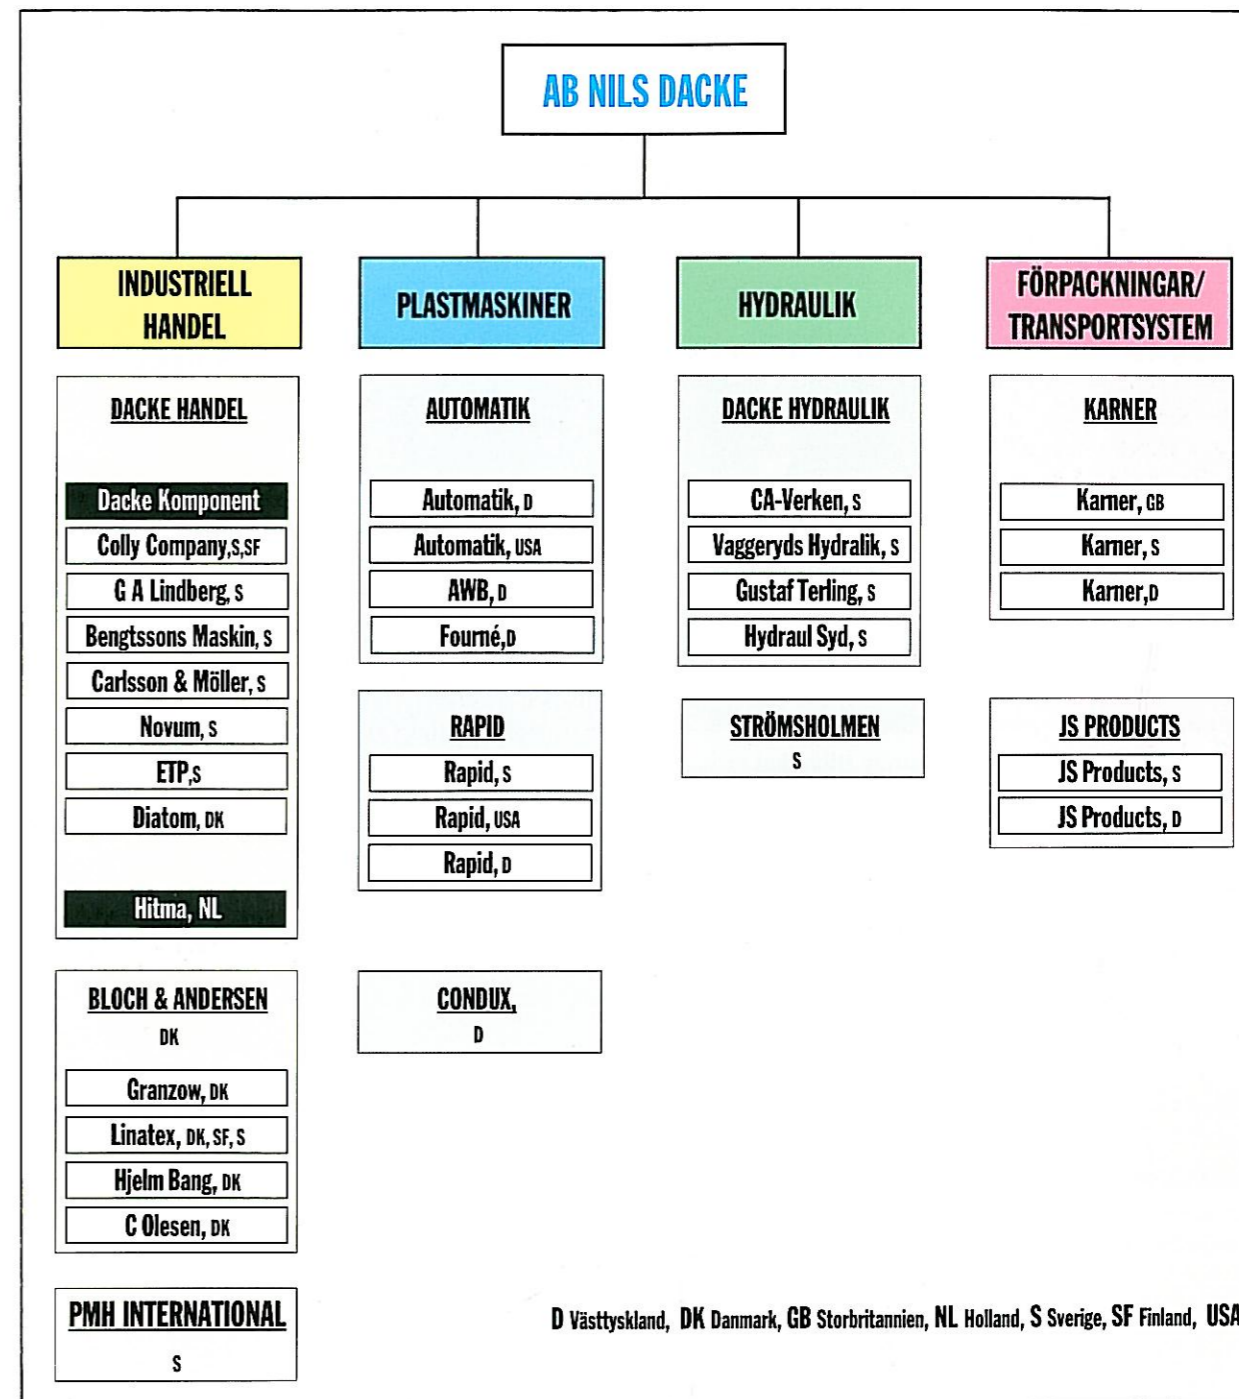 AB NILS DACKE
INDUSTRIELL
HANDEL
DACKE HANDEL
Dacke Komponent
Colly Company,S,SF
G A Lindberg, S
Bengtssons Maskin, S
Carlsson & Möller, S
Novum, S
ETP,S
Diatom, DK
Hitma, NL
BLOCH & ANDERSEN
DK
Granzow, DK
Linatex, DK, SF, S
Hjelm Bang, DK
C Olesen, DK
PMH INTERNATIONAL
S
PLASTMASKINER
AUTOMATIK
Automatik, D
Automatik, USA
AWB, D
Fourné,D
RAPID
Rapid, S
Rapid, USA
Rapid, D
CONDUX,
D
HYDRAULIK
DACKE HYDRAULIK
CA-Verken, S
Vaggeryds Hydralik, S
Gustaf Terling, S
Hydraul Syd, S
STRÖMSHOLMEN
S
FÖRPACKNINGAR/
TRANSPORTSYSTEM
KARNER
Karner, GB
Karner, S
Karner,D
JS PRODUCTS
JS Products, S
JS Products, D
D Västtyskland, DK Danmark, GB Storbritannien, NL Holland, S Sverige, SF Finland, USA